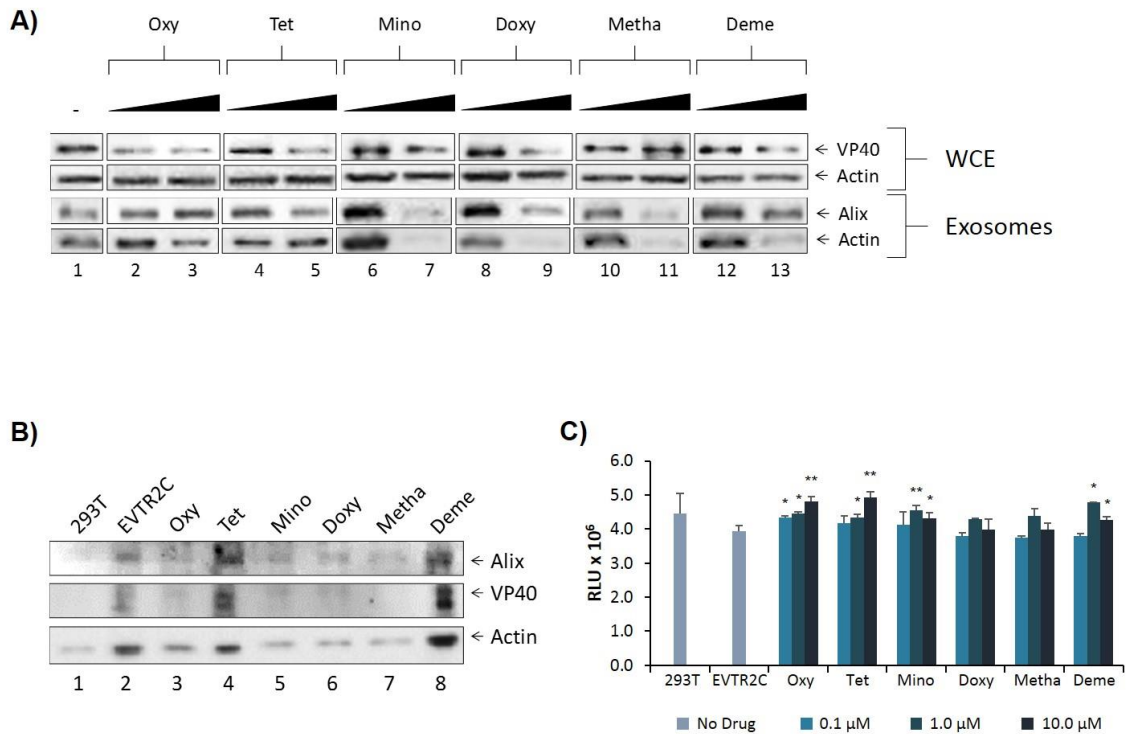 A)
Oxy Tet Mino Doxy Metha Deme
-
VP40
WCE
Actin
Alix
Exosomes
Actin
1 2 3 4 5 6 7 8 9 10 11 12 13
B)
293T EVTR2C Oxy Tet Mino Doxy Metha Deme
Alix
VP40
Actin
1 2 3 4 5 6 7 8
C)
RLU x 10⁶
6.0
5.0
4.0
3.0
2.0
1.0
0.0
* * ** * ** ** * * *
293T EVTR2C Oxy Tet Mino Doxy Metha Deme
No Drug 0.1 µM 1.0 µM 10.0 µM